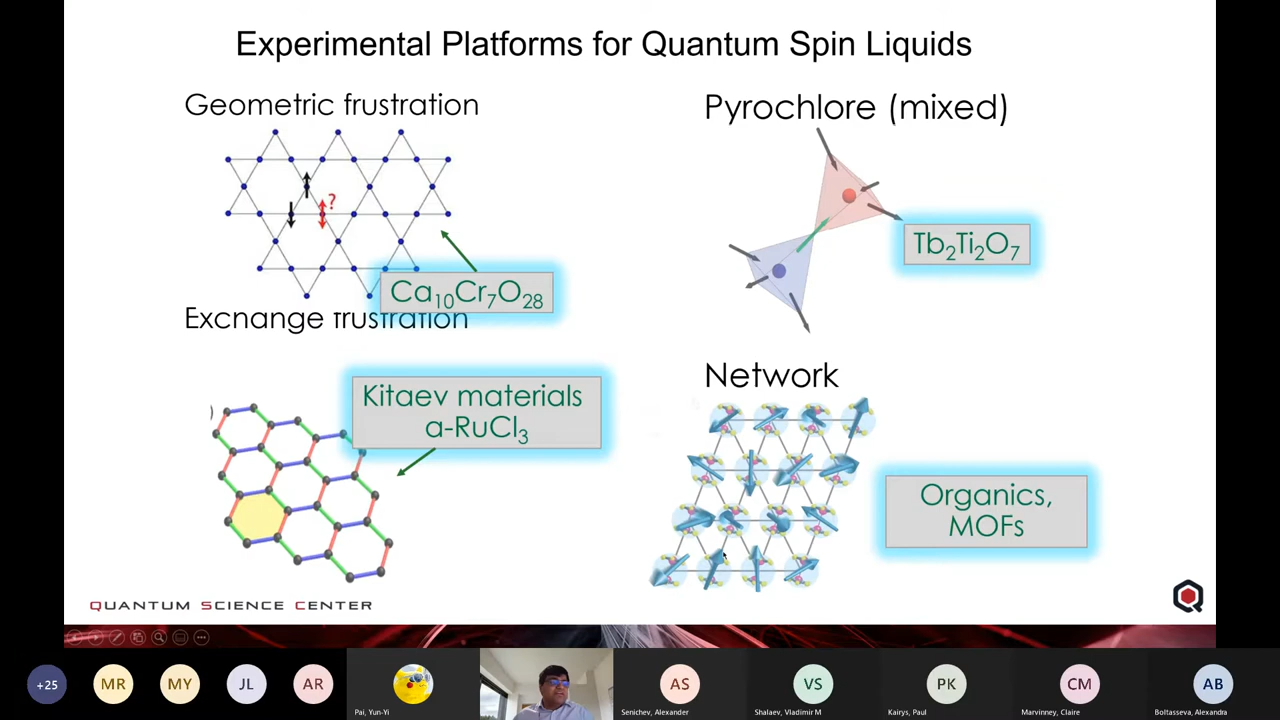 Experimental Platforms for Quantum Spin Liquids
Geometric frustration
?
Ca10Cr7O28
Exchange frustration
Kitaev materials
a-RuCl3
)
Pyrochlore (mixed)
Tb2Ti2O7
Network
Organics,
MOFs
QUANTUM SCIENCE CENTER
+25
MR
MY
JL
AR
Pai, Yun-Yi
AS
Senichev, Alexander
VS
Shalaev, Vladimir M
PK
Kairys, Paul
CM
Marvinney, Claire
AB
Boltasseva, Alexandra